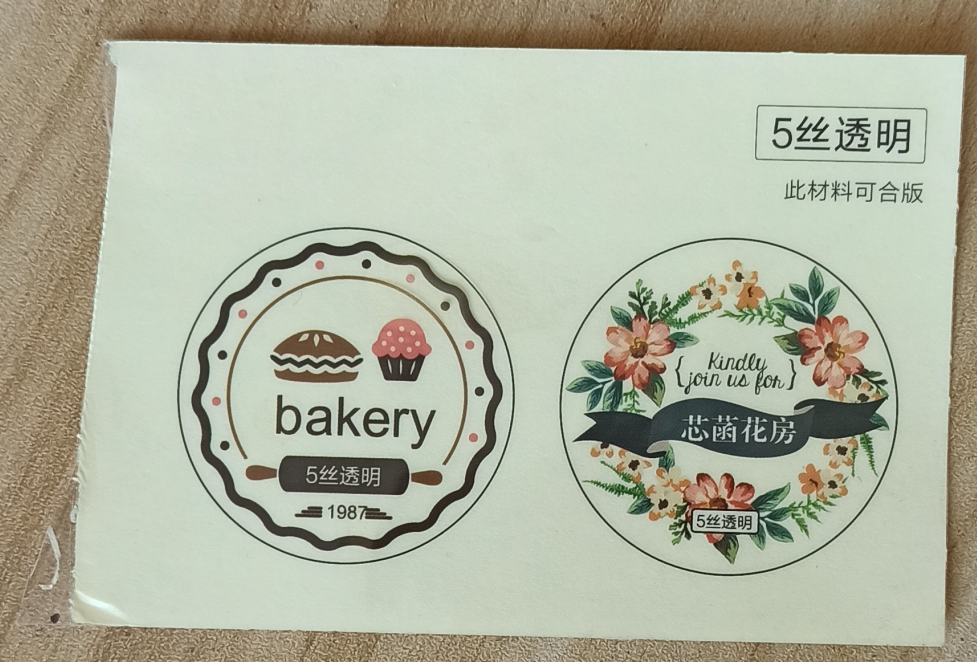 5丝透明
此材料可合版
bakery
5丝透明
1987
Kindly
{join us for}
芯菡花房
5丝透明